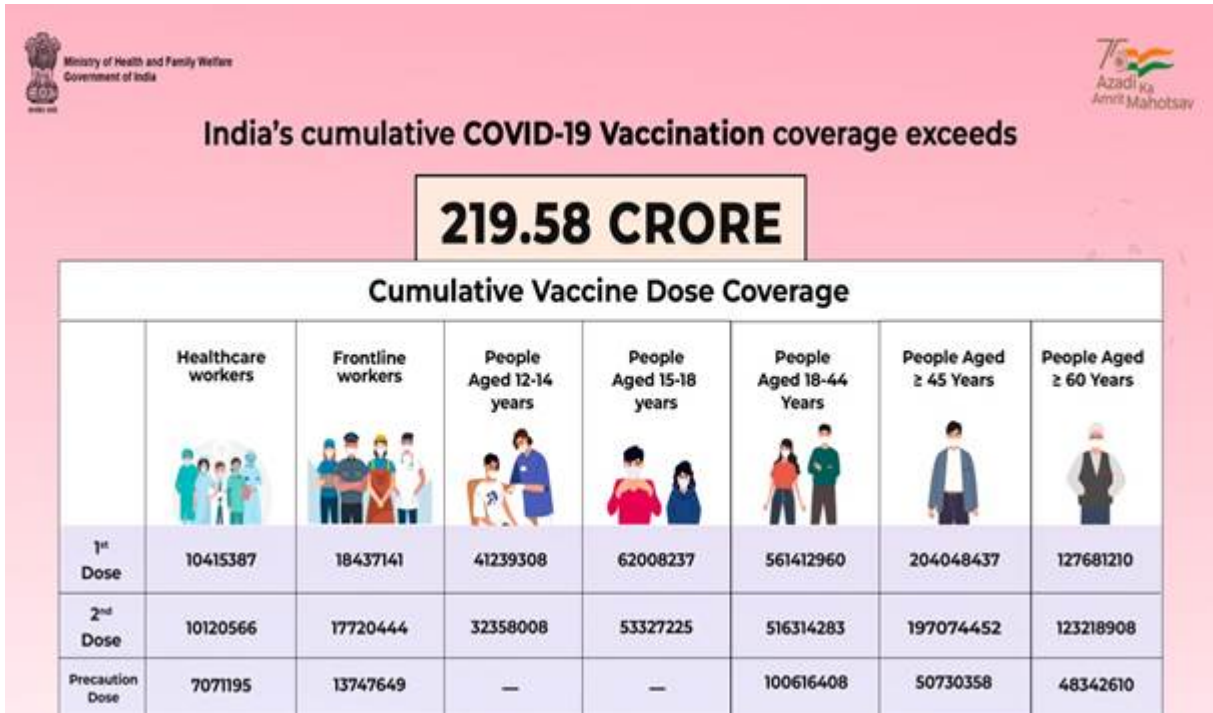 Ministry of Health and Family Welfare
Government of India
75
Azadi Ka
Amrit Mahotsav
India's cumulative COVID-19 Vaccination coverage exceeds
219.58 CRORE
Cumulative Vaccine Dose Coverage
Healthcare workers
Frontline workers
People Aged 12-14 years
People Aged 15-18 years
People Aged 18-44 Years
People Aged ≥ 45 Years
People Aged ≥ 60 Years
1st Dose 10415387 18437141 41239308 62008237 561412960 204048437 127681210
2nd Dose 10120566 17720444 32358008 53327225 516314283 197074452 123218908
Precaution Dose 7071195 13747649 — — 100616408 50730358 48342610